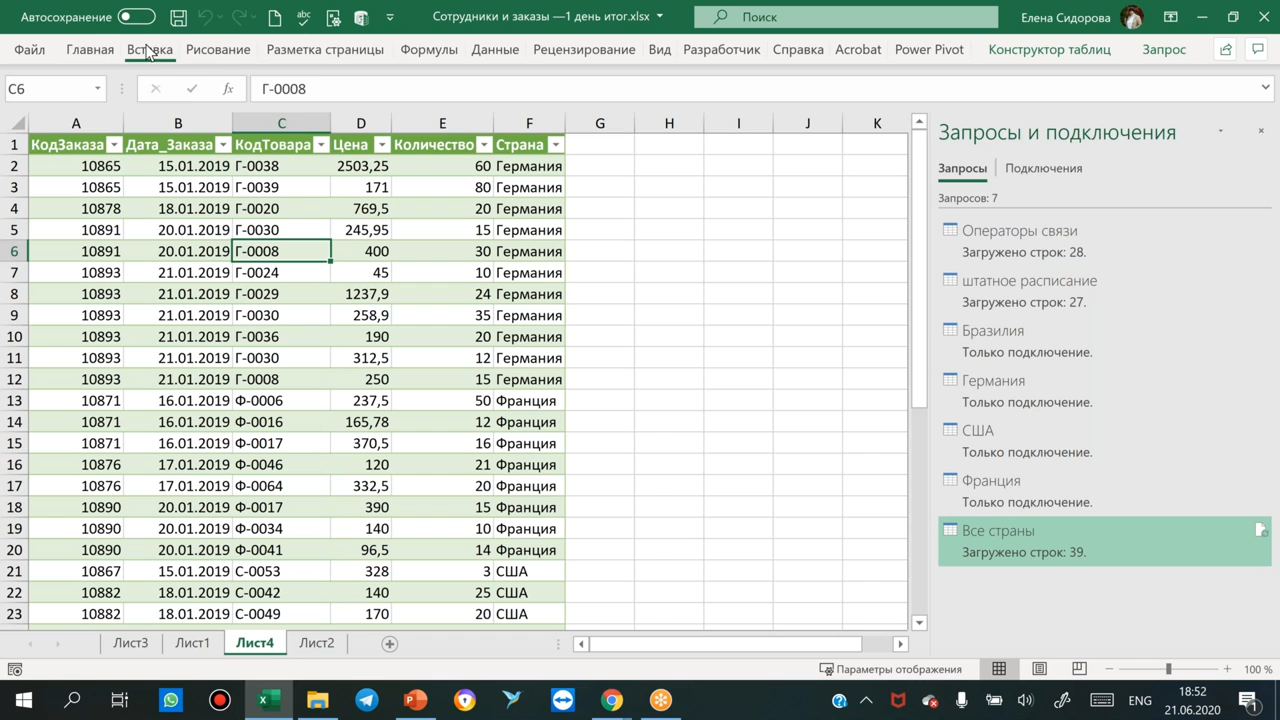 Автосохранение
Сотрудники и заказы —1 день итог.xlsx
Поиск
Елена Сидорова
Файл Главная Вставка Рисование Разметка страницы Формулы Данные Рецензирование Вид Разработчик Справка Acrobat Power Pivot Конструктор таблиц Запрос
C6 fx Г-0008
A B C D E F G H I J K
1 КодЗаказа Дата_Заказа КодТовара Цена Количество Страна
2 10865 15.01.2019 Г-0038 2503,25 60 Германия
3 10865 15.01.2019 Г-0039 171 80 Германия
4 10878 18.01.2019 Г-0020 769,5 20 Германия
5 10891 20.01.2019 Г-0030 245,95 15 Германия
6 10891 20.01.2019 Г-0008 400 30 Германия
7 10893 21.01.2019 Г-0024 45 10 Германия
8 10893 21.01.2019 Г-0029 1237,9 24 Германия
9 10893 21.01.2019 Г-0030 258,9 35 Германия
10 10893 21.01.2019 Г-0036 190 20 Германия
11 10893 21.01.2019 Г-0030 312,5 12 Германия
12 10893 21.01.2019 Г-0008 250 15 Германия
13 10871 16.01.2019 Ф-0006 237,5 50 Франция
14 10871 16.01.2019 Ф-0016 165,78 12 Франция
15 10871 16.01.2019 Ф-0017 370,5 16 Франция
16 10876 17.01.2019 Ф-0046 120 21 Франция
17 10876 17.01.2019 Ф-0064 332,5 20 Франция
18 10890 20.01.2019 Ф-0017 390 15 Франция
19 10890 20.01.2019 Ф-0034 140 10 Франция
20 10890 20.01.2019 Ф-0041 96,5 14 Франция
21 10867 15.01.2019 С-0053 328 3 США
22 10882 18.01.2019 С-0042 140 25 США
23 10882 18.01.2019 С-0049 170 20 США
Запросы и подключения
Запросы Подключения
Запросов: 7
Операторы связи
Загружено строк: 28.
штатное расписание
Загружено строк: 27.
Бразилия
Только подключение.
Германия
Только подключение.
США
Только подключение.
Франция
Только подключение.
Все страны
Загружено строк: 39.
Лист3 Лист1 Лист4 Лист2
Параметры отображения 100 %
ENG
18:52
21.06.2020
1